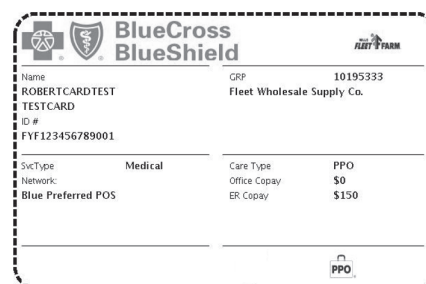 BlueCross
BlueShield
FLEET FARM
Name
ROBERTCARDTEST
TESTCARD
ID #
FYF123456789001
GRP 10195333
Fleet Wholesale Supply Co.
SvcType Medical
Network:
Blue Preferred POS
Care Type PPO
Office Copay $0
ER Copay $150
PPO